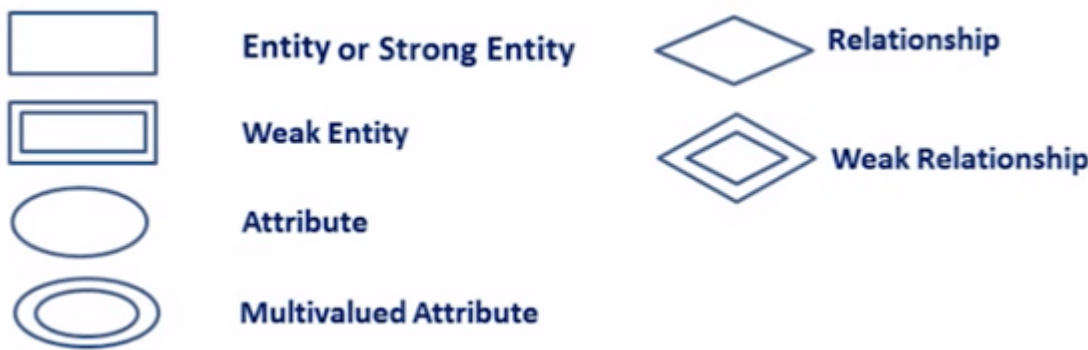 Entity or Strong Entity
Relationship
Weak Entity
Weak Relationship
Attribute
Multivalued Attribute